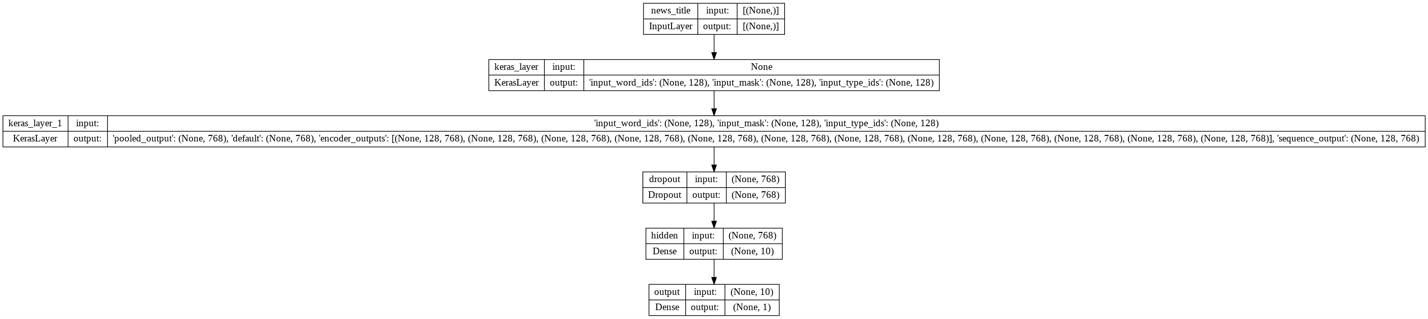 news_title input: [(None,)]
InputLayer output: [(None,)]
keras_layer input: None
KerasLayer output: 'input_word_ids': (None, 128), 'input_mask': (None, 128), 'input_type_ids': (None, 128)
keras_layer_1 input: 'input_word_ids': (None, 128), 'input_mask': (None, 128), 'input_type_ids': (None, 128)
KerasLayer output: 'pooled_output': (None, 768), 'default': (None, 768), 'encoder_outputs': [(None, 128, 768), (None, 128, 768), (None, 128, 768), (None, 128, 768), (None, 128, 768), (None, 128, 768), (None, 128, 768), (None, 128, 768), (None, 128, 768), (None, 128, 768), (None, 128, 768), (None, 128, 768)], 'sequence_output': (None, 128, 768)
dropout input: (None, 768)
Dropout output: (None, 768)
hidden input: (None, 768)
Dense output: (None, 10)
output input: (None, 10)
Dense output: (None, 1)